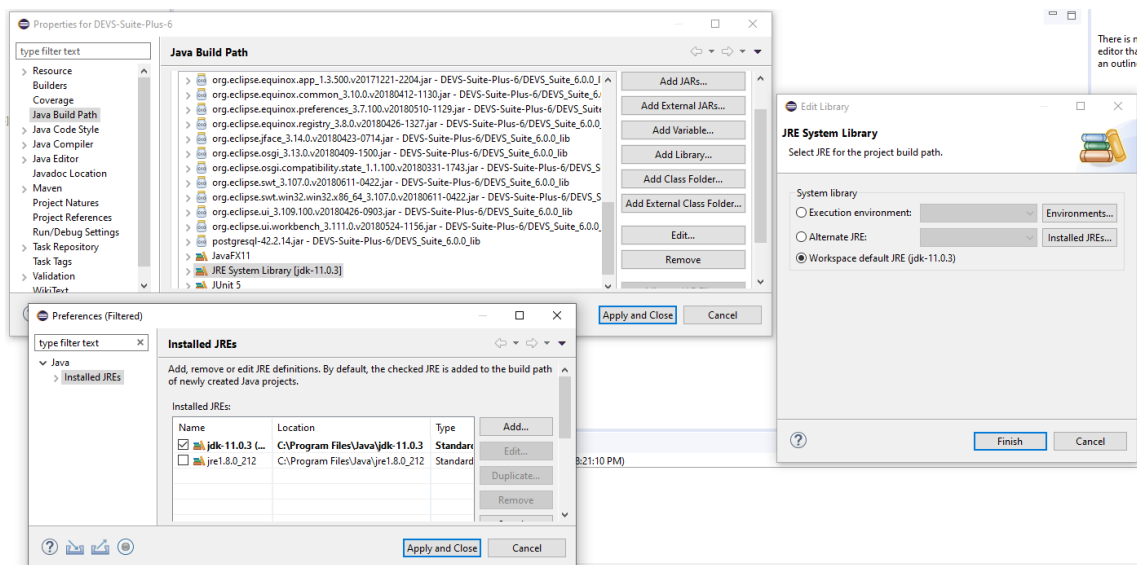 Properties for DEVS-Suite-Plus-6
type filter text
Resource
Builders
Coverage
Java Build Path
Java Code Style
Java Compiler
Java Editor
Javadoc Location
Maven
Project Natures
Project References
Run/Debug Settings
Task Repository
Task Tags
Validation
WikiText
Java Build Path
org.eclipse.equinox.app_1.3.500.v20171221-2204.jar - DEVS-Suite-Plus-6/DEVS_Suite_6.0.0_l
org.eclipse.equinox.common_3.10.0.v20180412-1130.jar - DEVS-Suite-Plus-6/DEVS_Suite_6.
org.eclipse.equinox.preferences_3.7.100.v20180510-1129.jar - DEVS-Suite-Plus-6/DEVS_Suite
org.eclipse.equinox.registry_3.8.0.v20180426-1327.jar - DEVS-Suite-Plus-6/DEVS_Suite_6.0.0_
org.eclipse.jface_3.14.0.v20180423-0714.jar - DEVS-Suite-Plus-6/DEVS_Suite_6.0.0_lib
org.eclipse.osgi_3.13.0.v20180409-1500.jar - DEVS-Suite-Plus-6/DEVS_Suite_6.0.0_lib
org.eclipse.osgi.compatibility.state_1.1.100.v20180331-1743.jar - DEVS-Suite-Plus-6/DEVS_S
org.eclipse.swt_3.107.0.v20180611-0422.jar - DEVS-Suite-Plus-6/DEVS_Suite_6.0.0_lib
org.eclipse.swt.win32.win32.x86_64_3.107.0.v20180611-0422.jar - DEVS-Suite-Plus-6/DEVS_
org.eclipse.ui_3.109.100.v20180426-0903.jar - DEVS-Suite-Plus-6/DEVS_Suite_6.0.0_lib
org.eclipse.ui.workbench_3.111.0.v20180524-1156.jar - DEVS-Suite-Plus-6/DEVS_Suite_6.0.0_
postgresql-42.2.14.jar - DEVS-Suite-Plus-6/DEVS_Suite_6.0.0_lib
JavaFX11
JRE System Library [jdk-11.0.3]
JUnit 5
Add JARs...
Add External JARs...
Add Variable...
Add Library...
Add Class Folder...
Add External Class Folder...
Edit...
Remove
Apply and Close
Cancel
Preferences (Filtered)
type filter text
Java
Installed JREs
Installed JREs
Add, remove or edit JRE definitions. By default, the checked JRE is added to the build path
of newly created Java projects.
Installed JREs:
Name Location Type
jdk-11.0.3 (... C:\Program Files\Java\jdk-11.0.3 Standard
jre1.8.0_212 C:\Program Files\Java\jre1.8.0_212 Standard
Add...
Edit...
Duplicate...
Remove
Apply and Close
Cancel
8:21:10 PM)
There is n
editor tha
an outlin
Edit Library
JRE System Library
Select JRE for the project build path.
System library
Execution environment:
Environments...
Alternate JRE:
Installed JREs...
Workspace default JRE (jdk-11.0.3)
Finish
Cancel